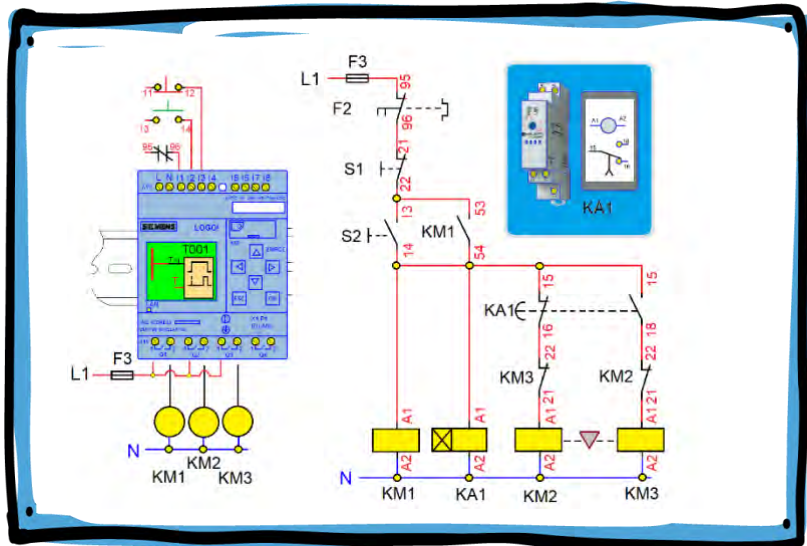 11 12
13 14
95 96
L N I1 I2 I3 I4 I5 I6 I7 I8
SIEMENS
LOGO!
T001
ESC OK
Q1 Q2 Q3 Q4
L1 F3
N
KM1
KM2
KM3
L1 F3
95
F2
96
21
S1
22
13
S2
14
53
KM1
54
15 15
KA1
16 18
22 22
KM3 KM2
21 21
A1 A1 A1 A1
A2 A2 A2
N
KM1 KA1 KM2 KM3
A1 A2
15
18
16
KA1